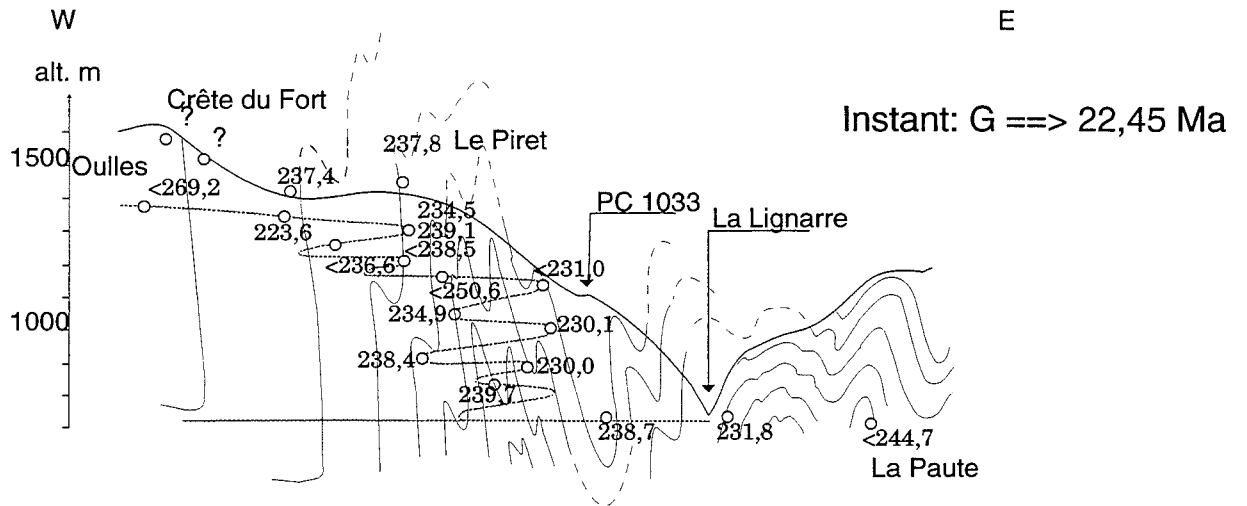 W
E
alt. m
Crête du Fort
?
?
Instant: G ==> 22,45 Ma
237,8
Le Piret
1500
Oulles
237,4
<269,2
PC 1033
234,5
La Lignarre
223,6
239,1
<238,5
<236,6
<231,0
<250,6
1000
234,9
230,1
238,4
230,0
239,7
238,7
231,8
<244,7
La Paute